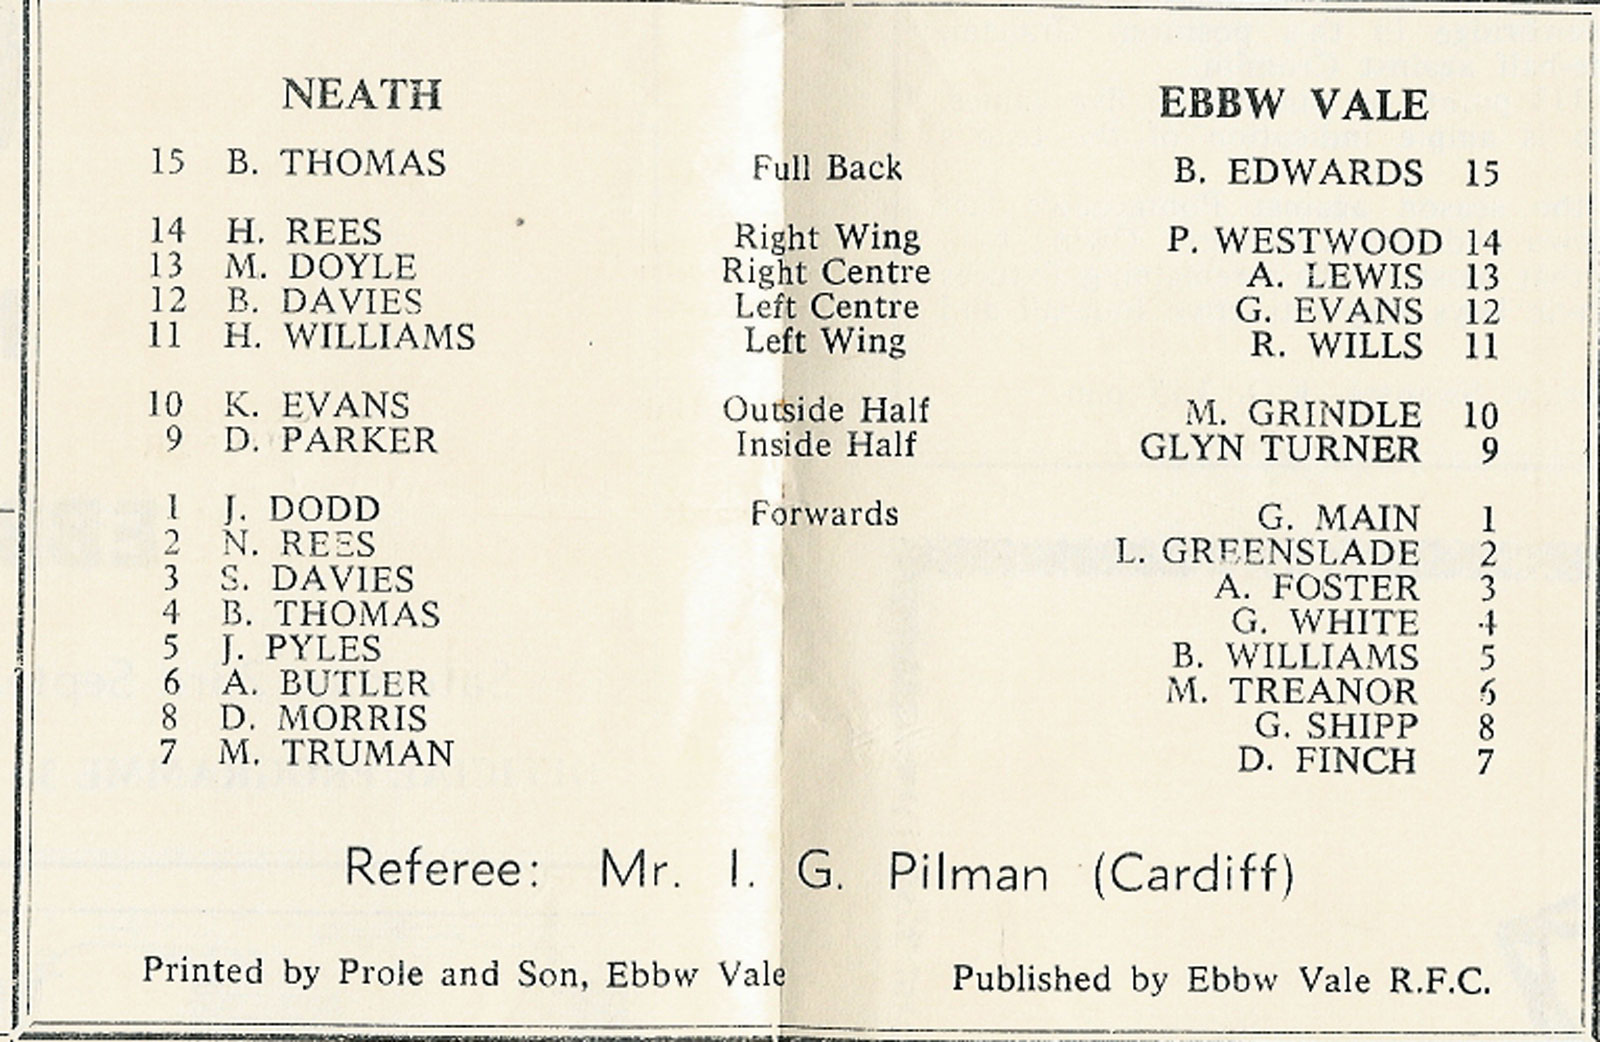 NEATH EBBW VALE
15 B. THOMAS Full Back B. EDWARDS 15
14 H. REES Right Wing P. WESTWOOD 14
13 M. DOYLE Right Centre A. LEWIS 13
12 B. DAVIES Left Centre G. EVANS 12
11 H. WILLIAMS Left Wing R. WILLS 11
10 K. EVANS Outside Half M. GRINDLE 10
9 D. PARKER Inside Half GLYN TURNER 9
1 J. DODD Forwards G. MAIN 1
2 N. REES L. GREENSLADE 2
3 S. DAVIES A. FOSTER 3
4 B. THOMAS G. WHITE 4
5 J. PYLES B. WILLIAMS 5
6 A. BUTLER M. TREANOR 6
8 D. MORRIS G. SHIPP 8
7 M. TRUMAN D. FINCH 7
Referee: Mr. I. G. Pilman (Cardiff)
Printed by Prole and Son, Ebbw Vale Published by Ebbw Vale R.F.C.